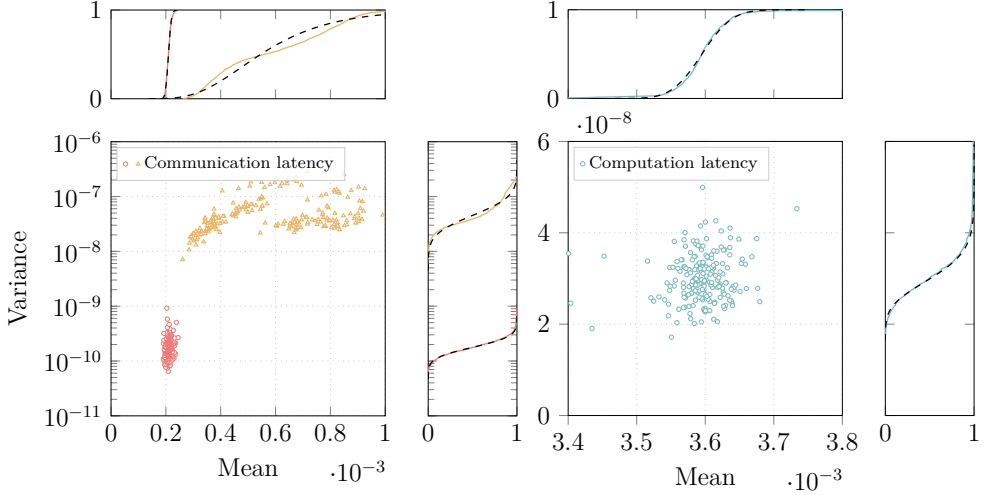 1
0
1
0
·10⁻⁸
Communication latency
Computation latency
10⁻⁶
10⁻⁷
10⁻⁸
10⁻⁹
10⁻¹⁰
10⁻¹¹
Variance
6
4
2
0
0 0.2 0.4 0.6 0.8 1
0 1
3.4 3.5 3.6 3.7 3.8
0 1
Mean ·10⁻³
Mean ·10⁻³